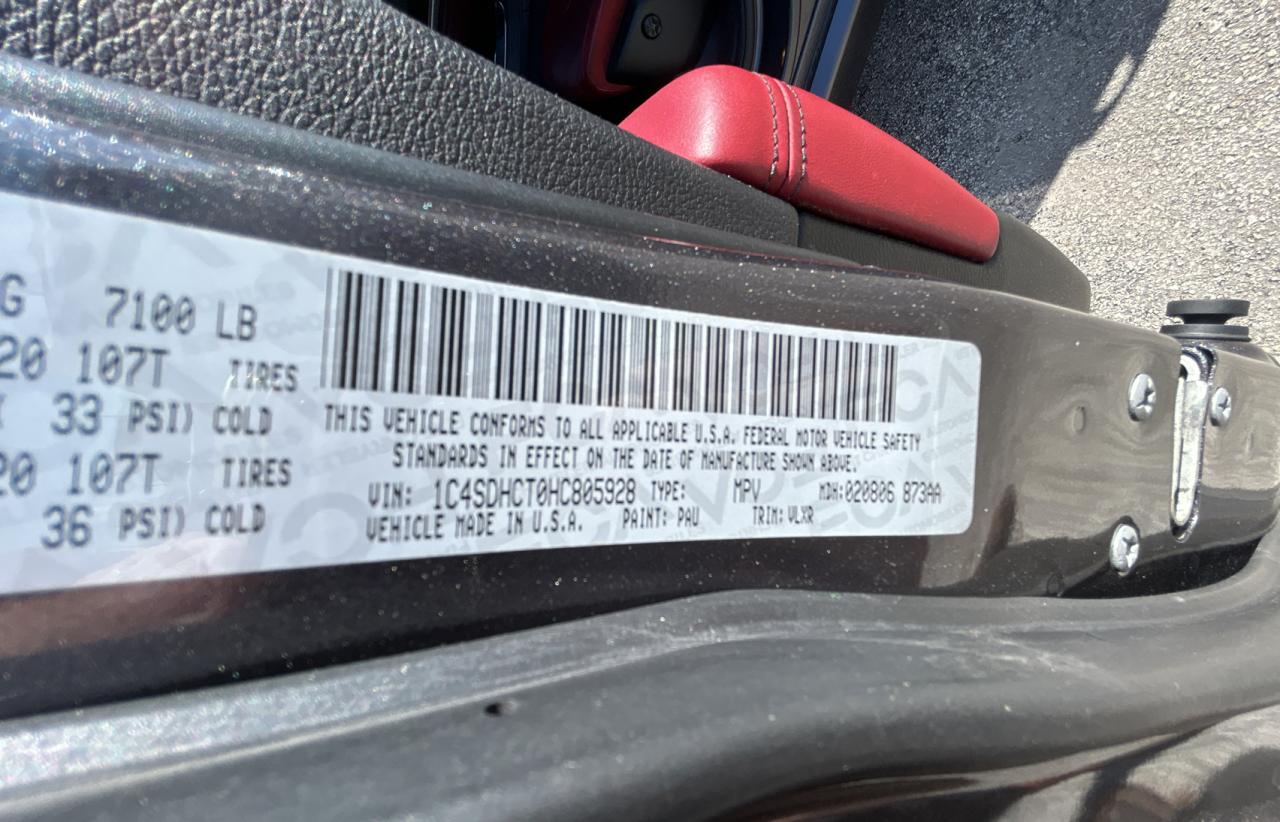 G 7100 LB
20 107T TIRES
33 PSI) COLD
20 107T TIRES
36 PSI) COLD
THIS VEHICLE CONFORMS TO ALL APPLICABLE U.S.A. FEDERAL MOTOR VEHICLE SAFETY
STANDARDS IN EFFECT ON THE DATE OF MANUFACTURE SHOWN ABOVE.
VIN: 1C4SDHCT0HC805928 TYPE: MPV MDH:020806 873AA
VEHICLE MADE IN U.S.A. PAINT: PAU TRIM: VLXR